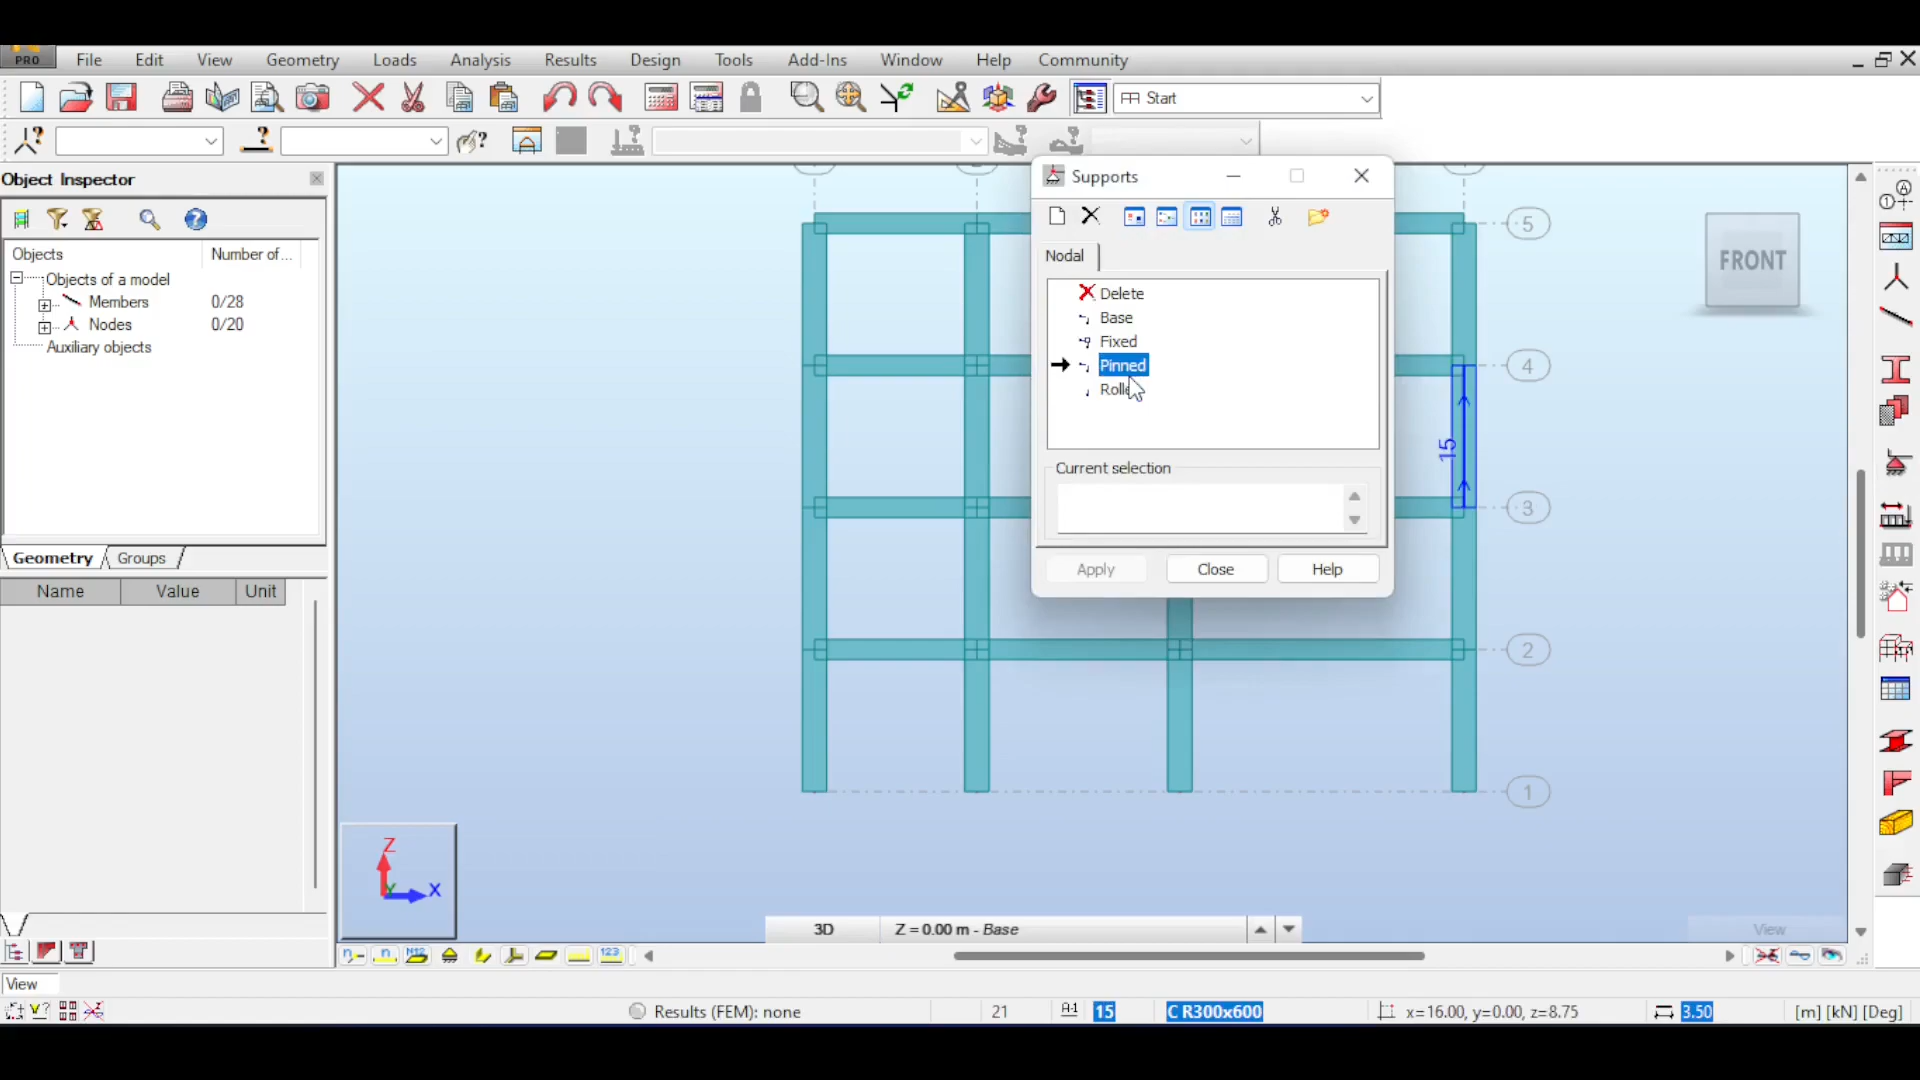 PRO
File Edit View Geometry Loads Analysis Results Design Tools Add-Ins Window Help Community
Start
Object Inspector
Objects Number of...
Objects of a model
Members 0/28
Nodes 0/20
Auxiliary objects
Geometry Groups
Name Value Unit
Supports
Nodal
Delete
Base
Fixed
Pinned
Current selection
Apply Close Help
5
4
3
2
1
15
FRONT
Z
X
3D Z = 0.00 m - Base
View
View
Results (FEM): none 21 15 C R300x600 x=16.00, y=0.00, z=8.75 3.50 [m] [kN] [Deg]